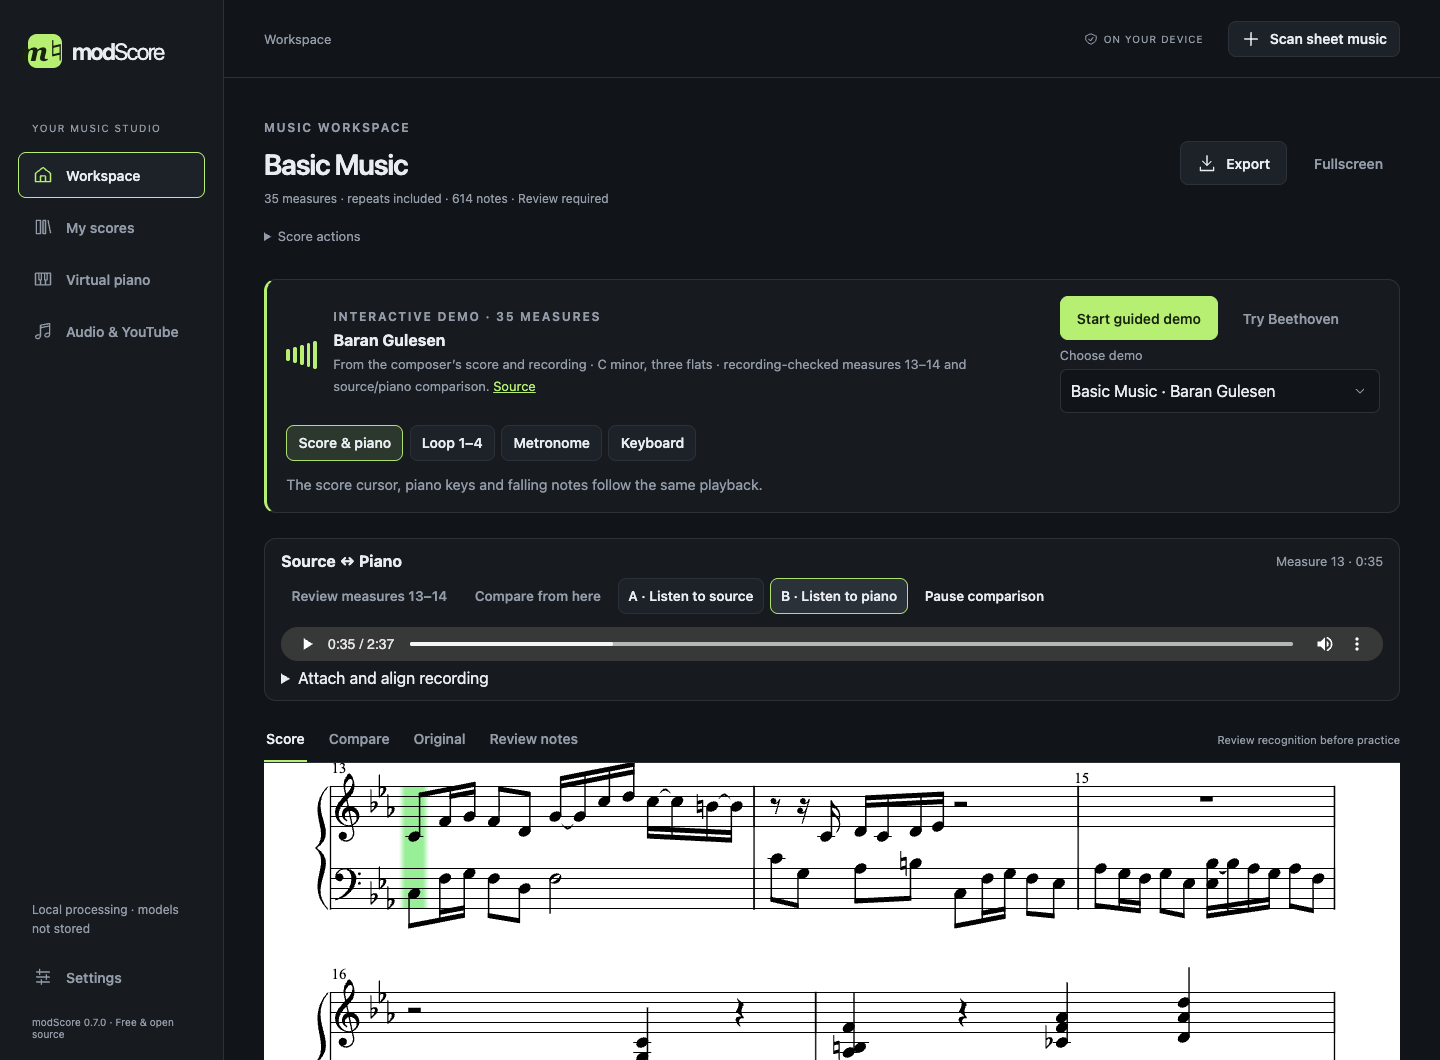 modScore
Workspace
ON YOUR DEVICE
Scan sheet music
YOUR MUSIC STUDIO
Workspace
My scores
Virtual piano
Audio & YouTube
Local processing · models
not stored
Settings
modScore 0.7.0 · Free & open
source
MUSIC WORKSPACE
Basic Music
35 measures · repeats included · 614 notes · Review required
Export
Fullscreen
Score actions
INTERACTIVE DEMO · 35 MEASURES
Baran Gulesen
From the composer's score and recording · C minor, three flats · recording-checked measures 13–14 and
source/piano comparison. Source
Start guided demo
Try Beethoven
Choose demo
Basic Music · Baran Gulesen
Score & piano
Loop 1–4
Metronome
Keyboard
The score cursor, piano keys and falling notes follow the same playback.
Source ↔ Piano
Measure 13 · 0:35
Review measures 13–14
Compare from here
A · Listen to source
B · Listen to piano
Pause comparison
0:35 / 2:37
Attach and align recording
Score
Compare
Original
Review notes
Review recognition before practice
13
15
16